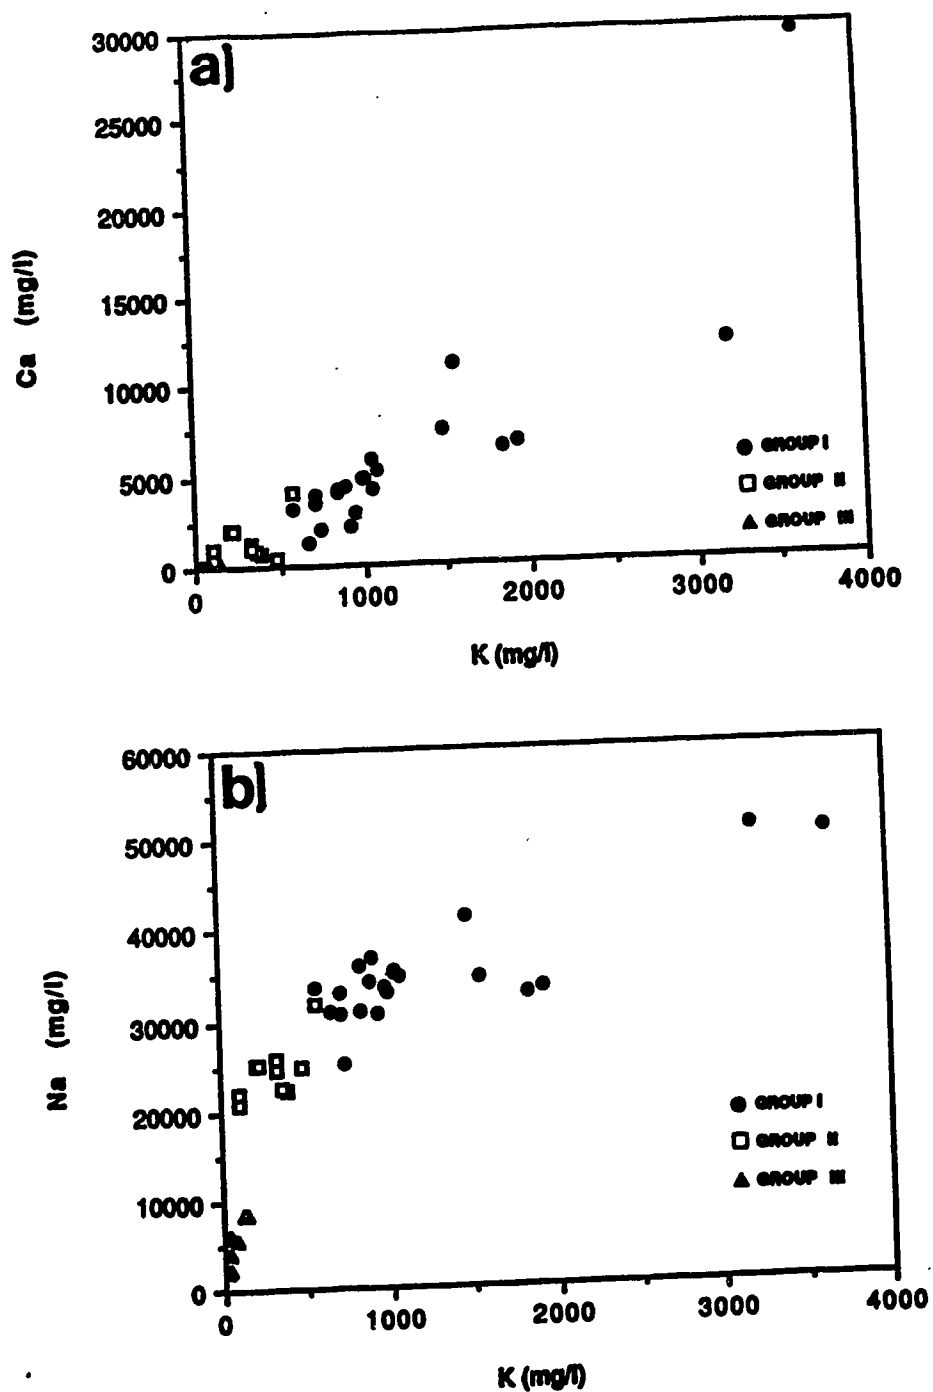 a)
30000
25000
20000
15000
10000
5000
0
Ca (mg/l)
GROUP I
GROUP II
GROUP III
0 1000 2000 3000 4000
K (mg/l)
b)
60000
50000
40000
30000
20000
10000
0
Na (mg/l)
GROUP I
GROUP II
GROUP III
0 1000 2000 3000 4000
K (mg/l)